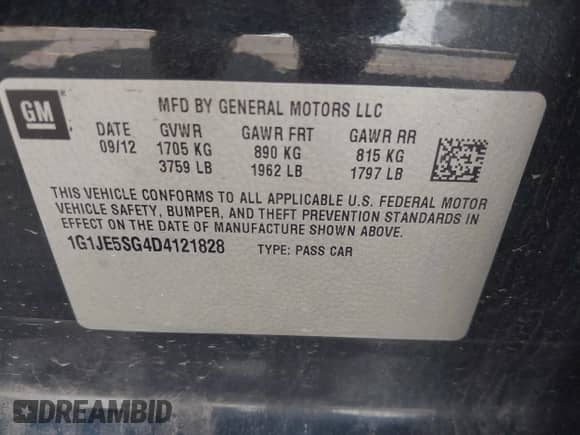 GM
MFD BY GENERAL MOTORS LLC
DATE GVWR GAWR FRT GAWR RR
09/12 1705 KG 890 KG 815 KG
3759 LB 1962 LB 1797 LB
THIS VEHICLE CONFORMS TO ALL APPLICABLE U.S. FEDERAL MOTOR
VEHICLE SAFETY, BUMPER, AND THEFT PREVENTION STANDARDS IN
EFFECT ON THE DATE OF MANUFACTURE SHOWN ABOVE.
1G1JE5SG4D4121828 TYPE: PASS CAR
DREAMBID